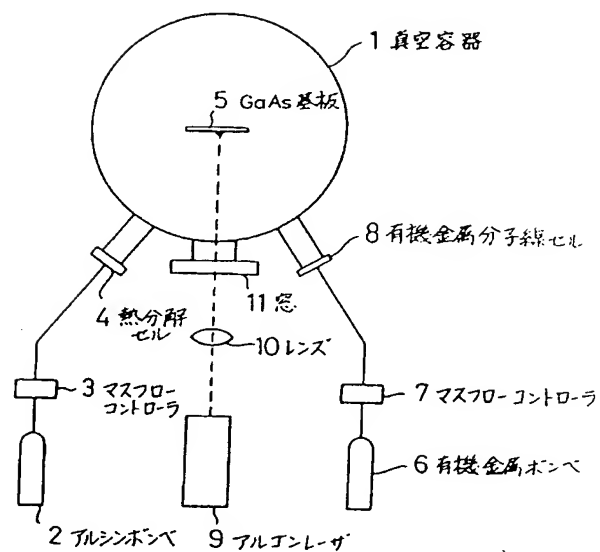 1 真空容器
5 GaAs基板
8 有機金属分子線セル
11 窓
4 熱分解
セル
10 レンズ
3 マスフロー
コントローラ
7 マスフローコントローラ
6 有機金属ボンベ
2 アルシンボンベ
9 アルゴンレーザ